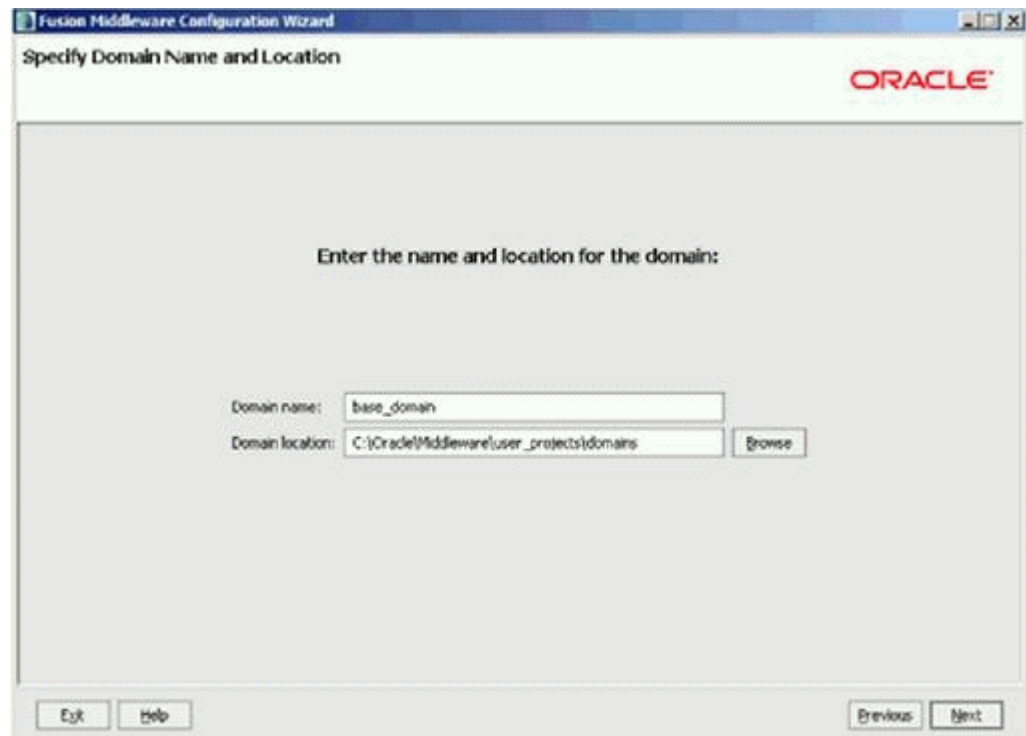 Fusion Middleware Configuration Wizard
Specify Domain Name and Location
ORACLE
Enter the name and location for the domain:
Domain name: base_domain
Domain location: C:\Oracle\Middleware\user_projects\domains Browse
Exit Help Previous Next